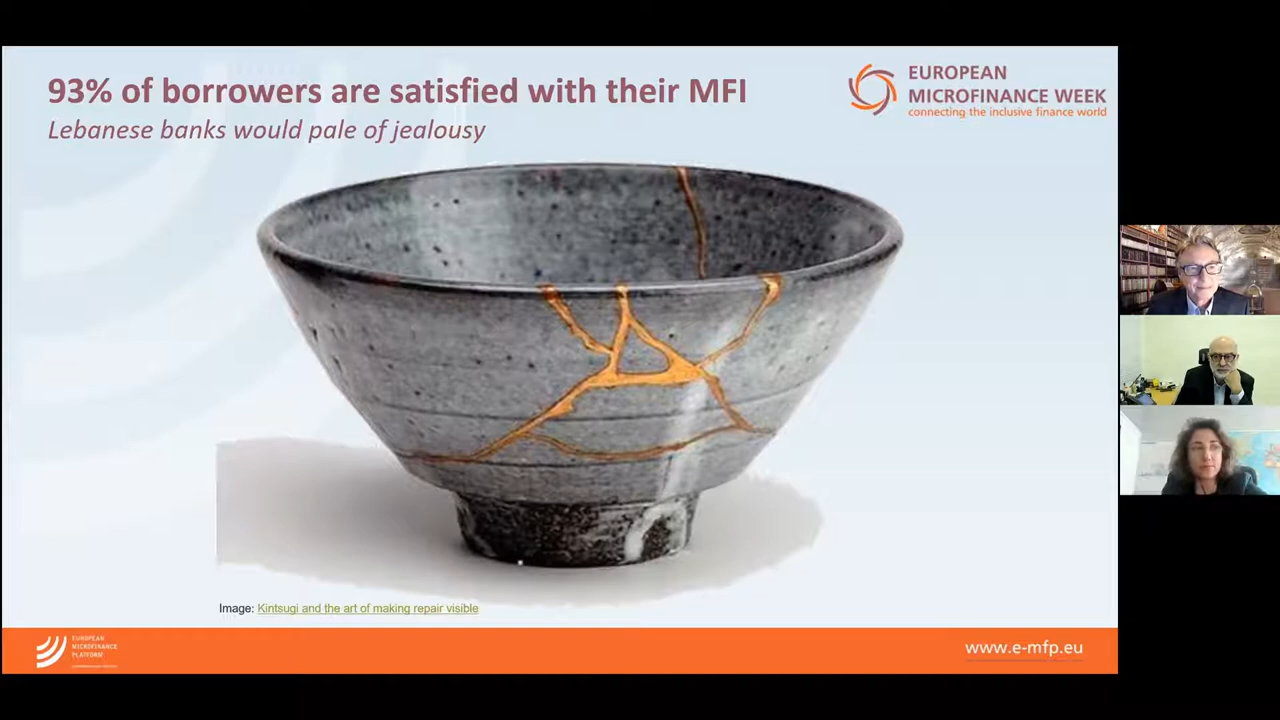 93% of borrowers are satisfied with their MFI
Lebanese banks would pale of jealousy
EUROPEAN
MICROFINANCE WEEK
connecting the inclusive finance world
Image: Kintsugi and the art of making repair visible
EUROPEAN
MICROFINANCE
PLATFORM
www.e-mfp.eu